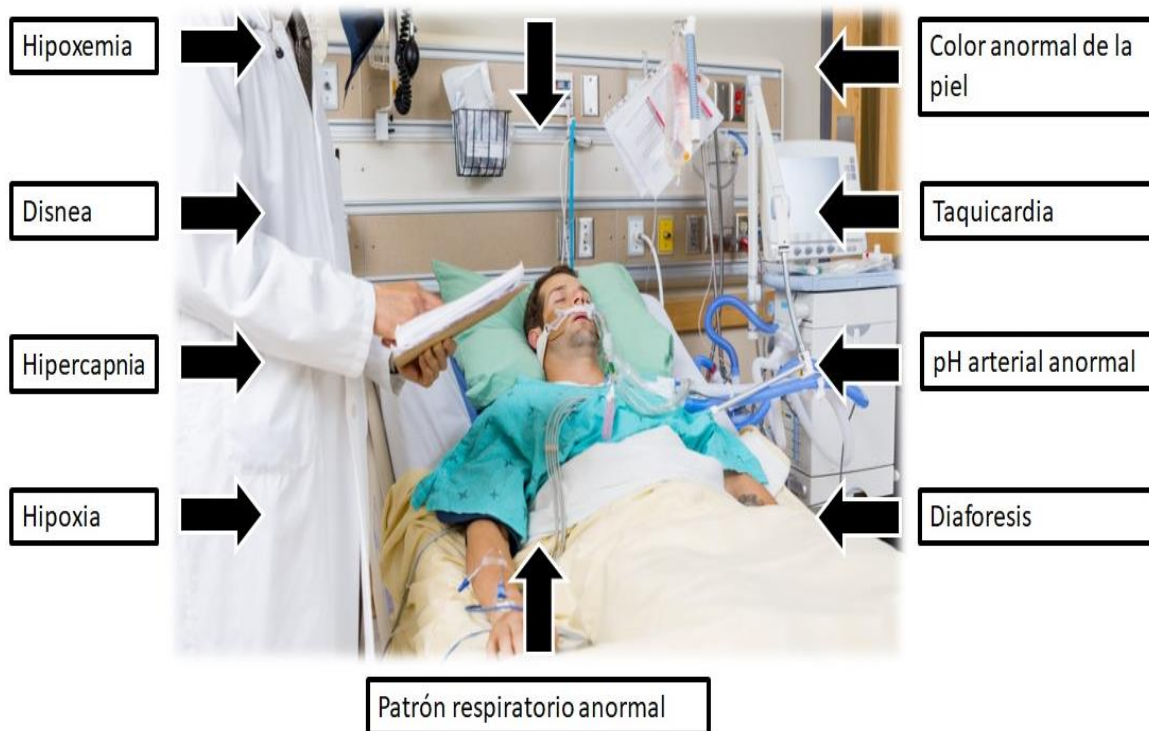 Hipoxemia
Color anormal de la
piel
Disnea
Taquicardia
Hipercapnia
pH arterial anormal
Hipoxia
Diaforesis
Patrón respiratorio anormal